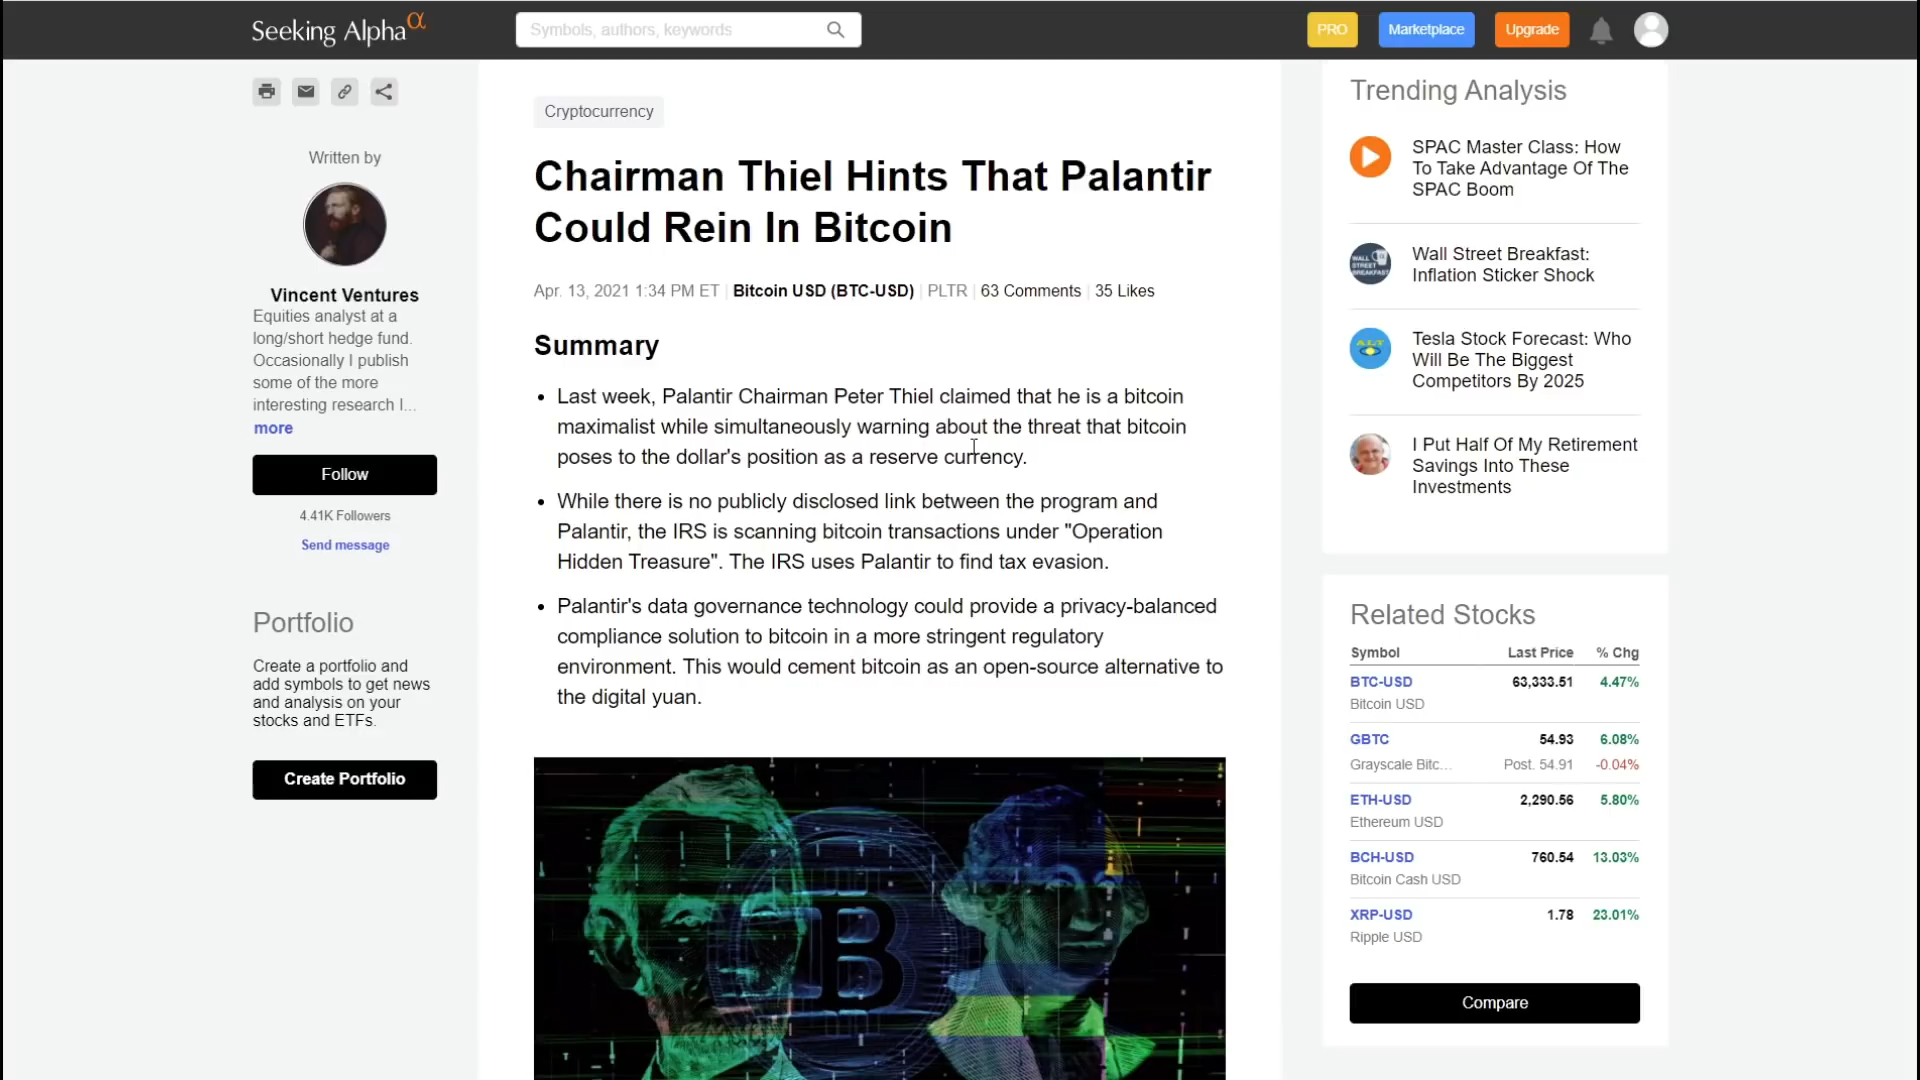 Seeking Alpha α
Symbols, authors, keywords
PRO
Marketplace
Upgrade
Written by
Vincent Ventures
Equities analyst at a
long/short hedge fund.
Occasionally I publish
some of the more
interesting research I...
more
Follow
4.41K Followers
Send message
Portfolio
Create a portfolio and
add symbols to get news
and analysis on your
stocks and ETFs.
Create Portfolio
Cryptocurrency
Chairman Thiel Hints That Palantir
Could Rein In Bitcoin
Apr. 13, 2021 1:34 PM ET | Bitcoin USD (BTC-USD) | PLTR | 63 Comments | 35 Likes
Summary
• Last week, Palantir Chairman Peter Thiel claimed that he is a bitcoin
maximalist while simultaneously warning about the threat that bitcoin
poses to the dollar's position as a reserve currency.
• While there is no publicly disclosed link between the program and
Palantir, the IRS is scanning bitcoin transactions under "Operation
Hidden Treasure". The IRS uses Palantir to find tax evasion.
• Palantir's data governance technology could provide a privacy-balanced
compliance solution to bitcoin in a more stringent regulatory
environment. This would cement bitcoin as an open-source alternative to
the digital yuan.
Trending Analysis
SPAC Master Class: How
To Take Advantage Of The
SPAC Boom
WALL
STREET
BREAKFAST
Wall Street Breakfast:
Inflation Sticker Shock
ALT
Tesla Stock Forecast: Who
Will Be The Biggest
Competitors By 2025
I Put Half Of My Retirement
Savings Into These
Investments
Related Stocks
Symbol Last Price % Chg
BTC-USD 63,333.51 4.47%
Bitcoin USD
GBTC 54.93 6.08%
Grayscale Bitc... Post. 54.91 -0.04%
ETH-USD 2,290.56 5.80%
Ethereum USD
BCH-USD 760.54 13.03%
Bitcoin Cash USD
XRP-USD 1.78 23.01%
Ripple USD
Compare